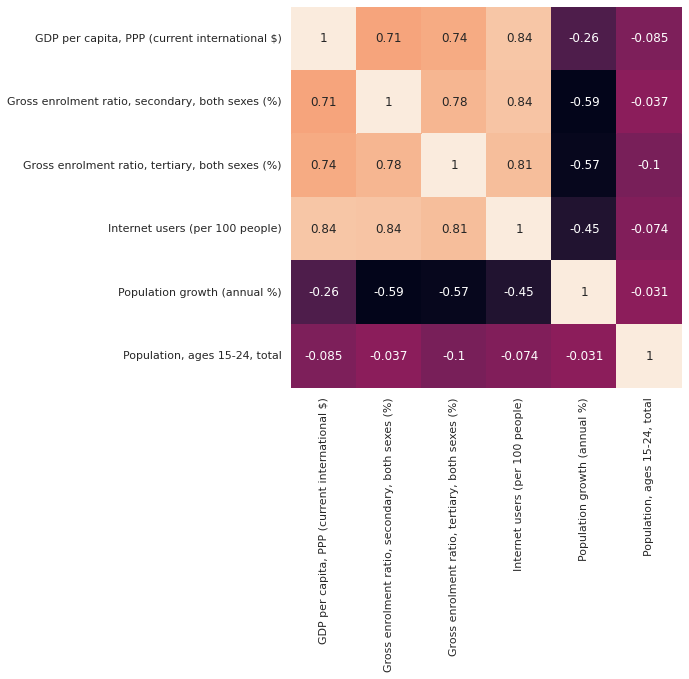 GDP per capita, PPP (current international $) 1 0.71 0.74 0.84 -0.26 -0.085
Gross enrolment ratio, secondary, both sexes (%) 0.71 1 0.78 0.84 -0.59 -0.037
Gross enrolment ratio, tertiary, both sexes (%) 0.74 0.78 1 0.81 -0.57 -0.1
Internet users (per 100 people) 0.84 0.84 0.81 1 -0.45 -0.074
Population growth (annual %) -0.26 -0.59 -0.57 -0.45 1 -0.031
Population, ages 15-24, total -0.085 -0.037 -0.1 -0.074 -0.031 1
GDP per capita, PPP (current international $)
Gross enrolment ratio, secondary, both sexes (%)
Gross enrolment ratio, tertiary, both sexes (%)
Internet users (per 100 people)
Population growth (annual %)
Population, ages 15-24, total